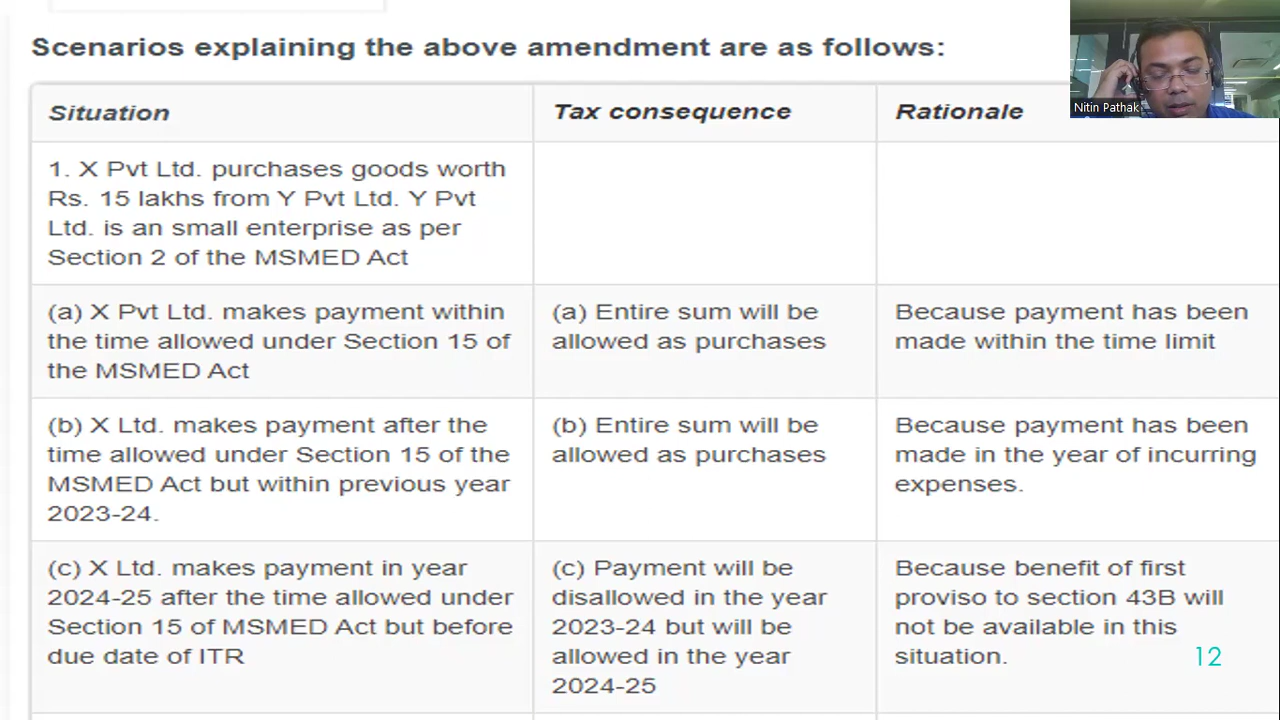 Scenarios explaining the above amendment are as follows:
Nitin Pathak
Situation
Tax consequence
Rationale
1. X Pvt Ltd. purchases goods worth
Rs. 15 lakhs from Y Pvt Ltd. Y Pvt
Ltd. is an small enterprise as per
Section 2 of the MSMED Act
(a) X Pvt Ltd. makes payment within
the time allowed under Section 15 of
the MSMED Act
(a) Entire sum will be
allowed as purchases
Because payment has been
made within the time limit
(b) X Ltd. makes payment after the
time allowed under Section 15 of the
MSMED Act but within previous year
2023-24.
(b) Entire sum will be
allowed as purchases
Because payment has been
made in the year of incurring
expenses.
(c) X Ltd. makes payment in year
2024-25 after the time allowed under
Section 15 of MSMED Act but before
due date of ITR
(c) Payment will be
disallowed in the year
2023-24 but will be
allowed in the year
2024-25
Because benefit of first
proviso to section 43B will
not be available in this
situation.
12